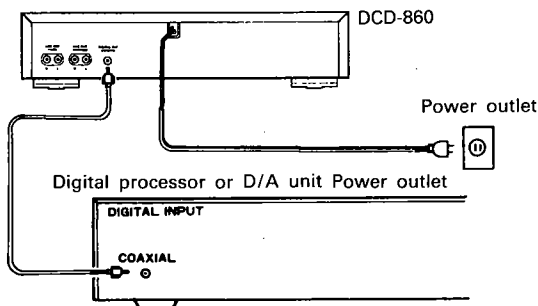 DCD-860
Power outlet
Digital processor or D/A unit Power outlet
DIGITAL INPUT
COAXIAL